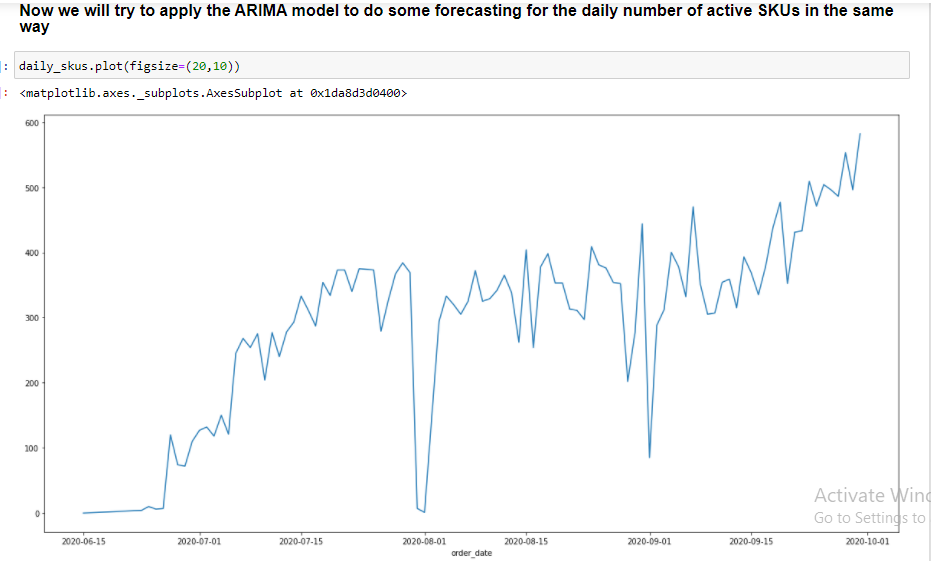 Now we will try to apply the ARIMA model to do some forecasting for the daily number of active SKUs in the same
way
]: daily_skus.plot(figsize=(20,10))
]: <matplotlib.axes._subplots.AxesSubplot at 0x1da8d3d0400>
600
500
400
300
200
100
0
2020-06-15 2020-07-01 2020-07-15 2020-08-01 2020-08-15 2020-09-01 2020-09-15 2020-10-01
order_date
Activate Wind
Go to Settings to